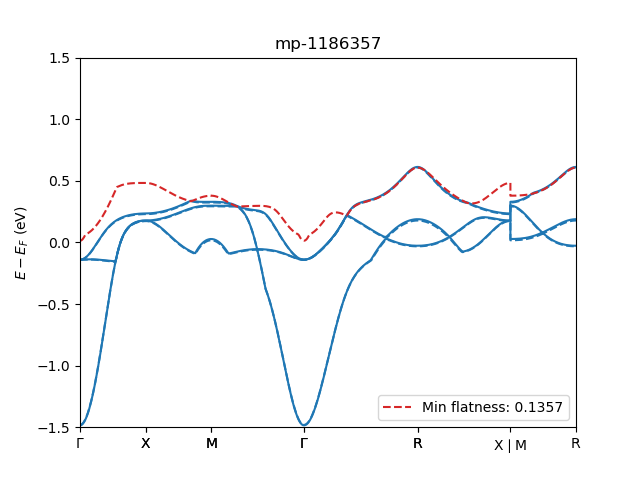 mp-1186357
1.5
1.0
0.5
0.0
−0.5
−1.0
−1.5
E − E_F (eV)
Min flatness: 0.1357
Γ X M Γ R X | M R